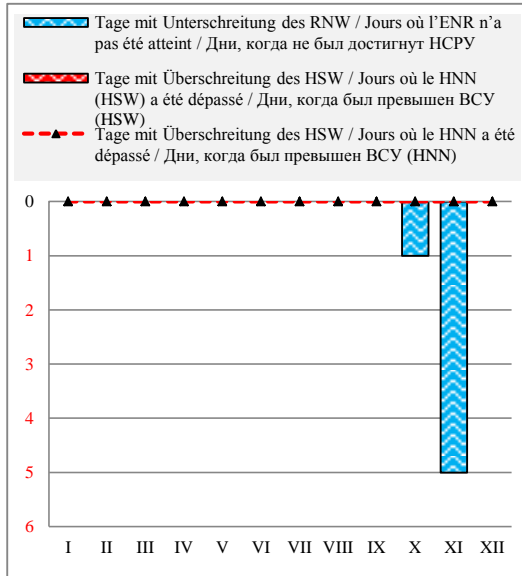 Tage mit Unterschreitung des RNW / Jours où l'ENR n'a
pas été atteint / Дни, когда не был достигнут НСРУ
Tage mit Überschreitung des HSW / Jours où le HNN
(HSW) a été dépassé / Дни, когда был превышен ВСУ
(HSW)
Tage mit Überschreitung des HSW / Jours où le HNN a été
dépassé / Дни, когда был превышен ВСУ (HNN)
0
1
2
3
4
5
6
I II III IV V VI VII VIII IX X XI XII